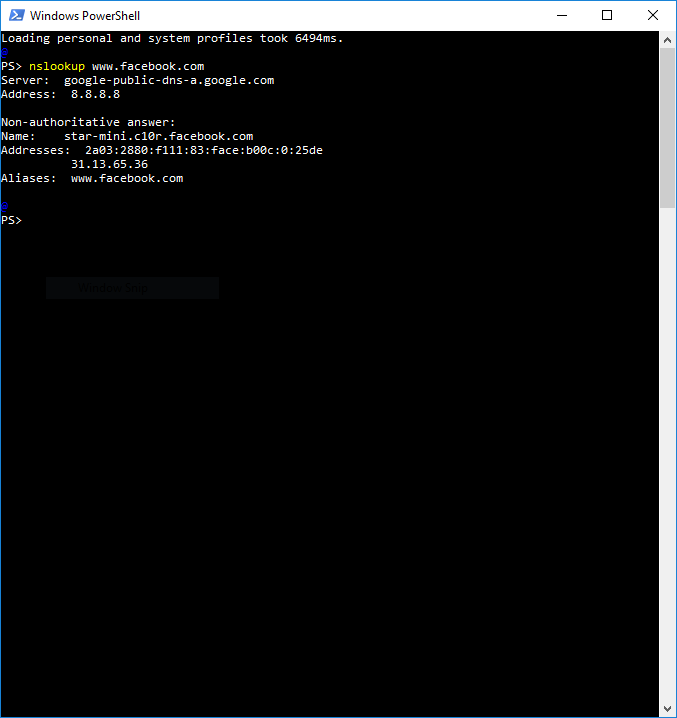 Windows PowerShell
Loading personal and system profiles took 6494ms.
PS> nslookup www.facebook.com
Server:  google-public-dns-a.google.com
Address:  8.8.8.8
Non-authoritative answer:
Name:    star-mini.c10r.facebook.com
Addresses:  2a03:2880:f111:83:face:b00c:0:25de
31.13.65.36
Aliases:  www.facebook.com
PS>
Window Snip